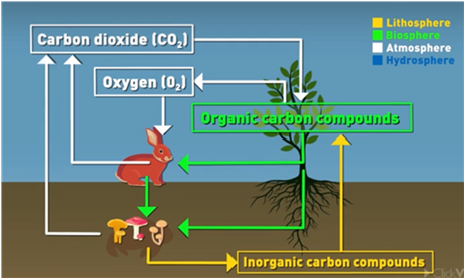 Carbon dioxide (CO₂)
Lithosphere
Biosphere
Atmosphere
Hydrosphere
Oxygen (O₂)
Organic carbon compounds
Inorganic carbon compounds